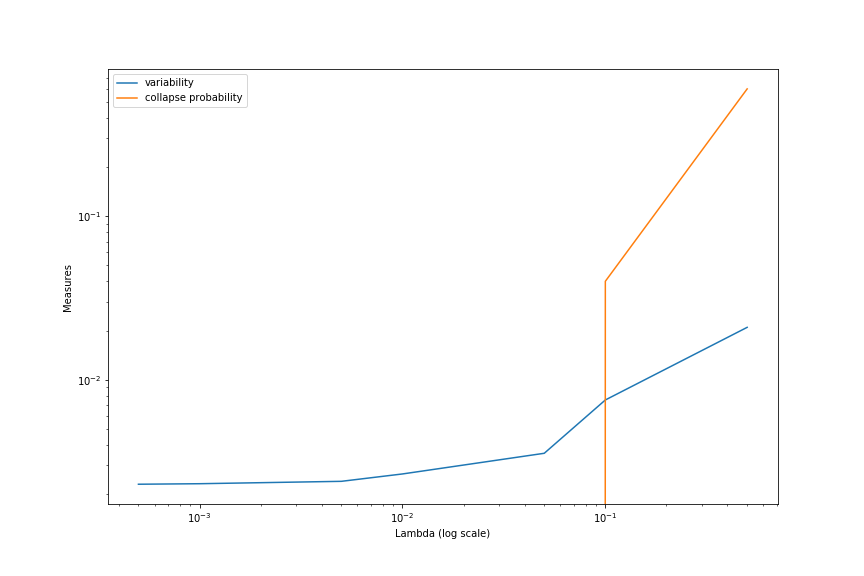 variability
collapse probability
10⁻¹
10⁻²
Measures
10⁻³
10⁻²
10⁻¹
Lambda (log scale)